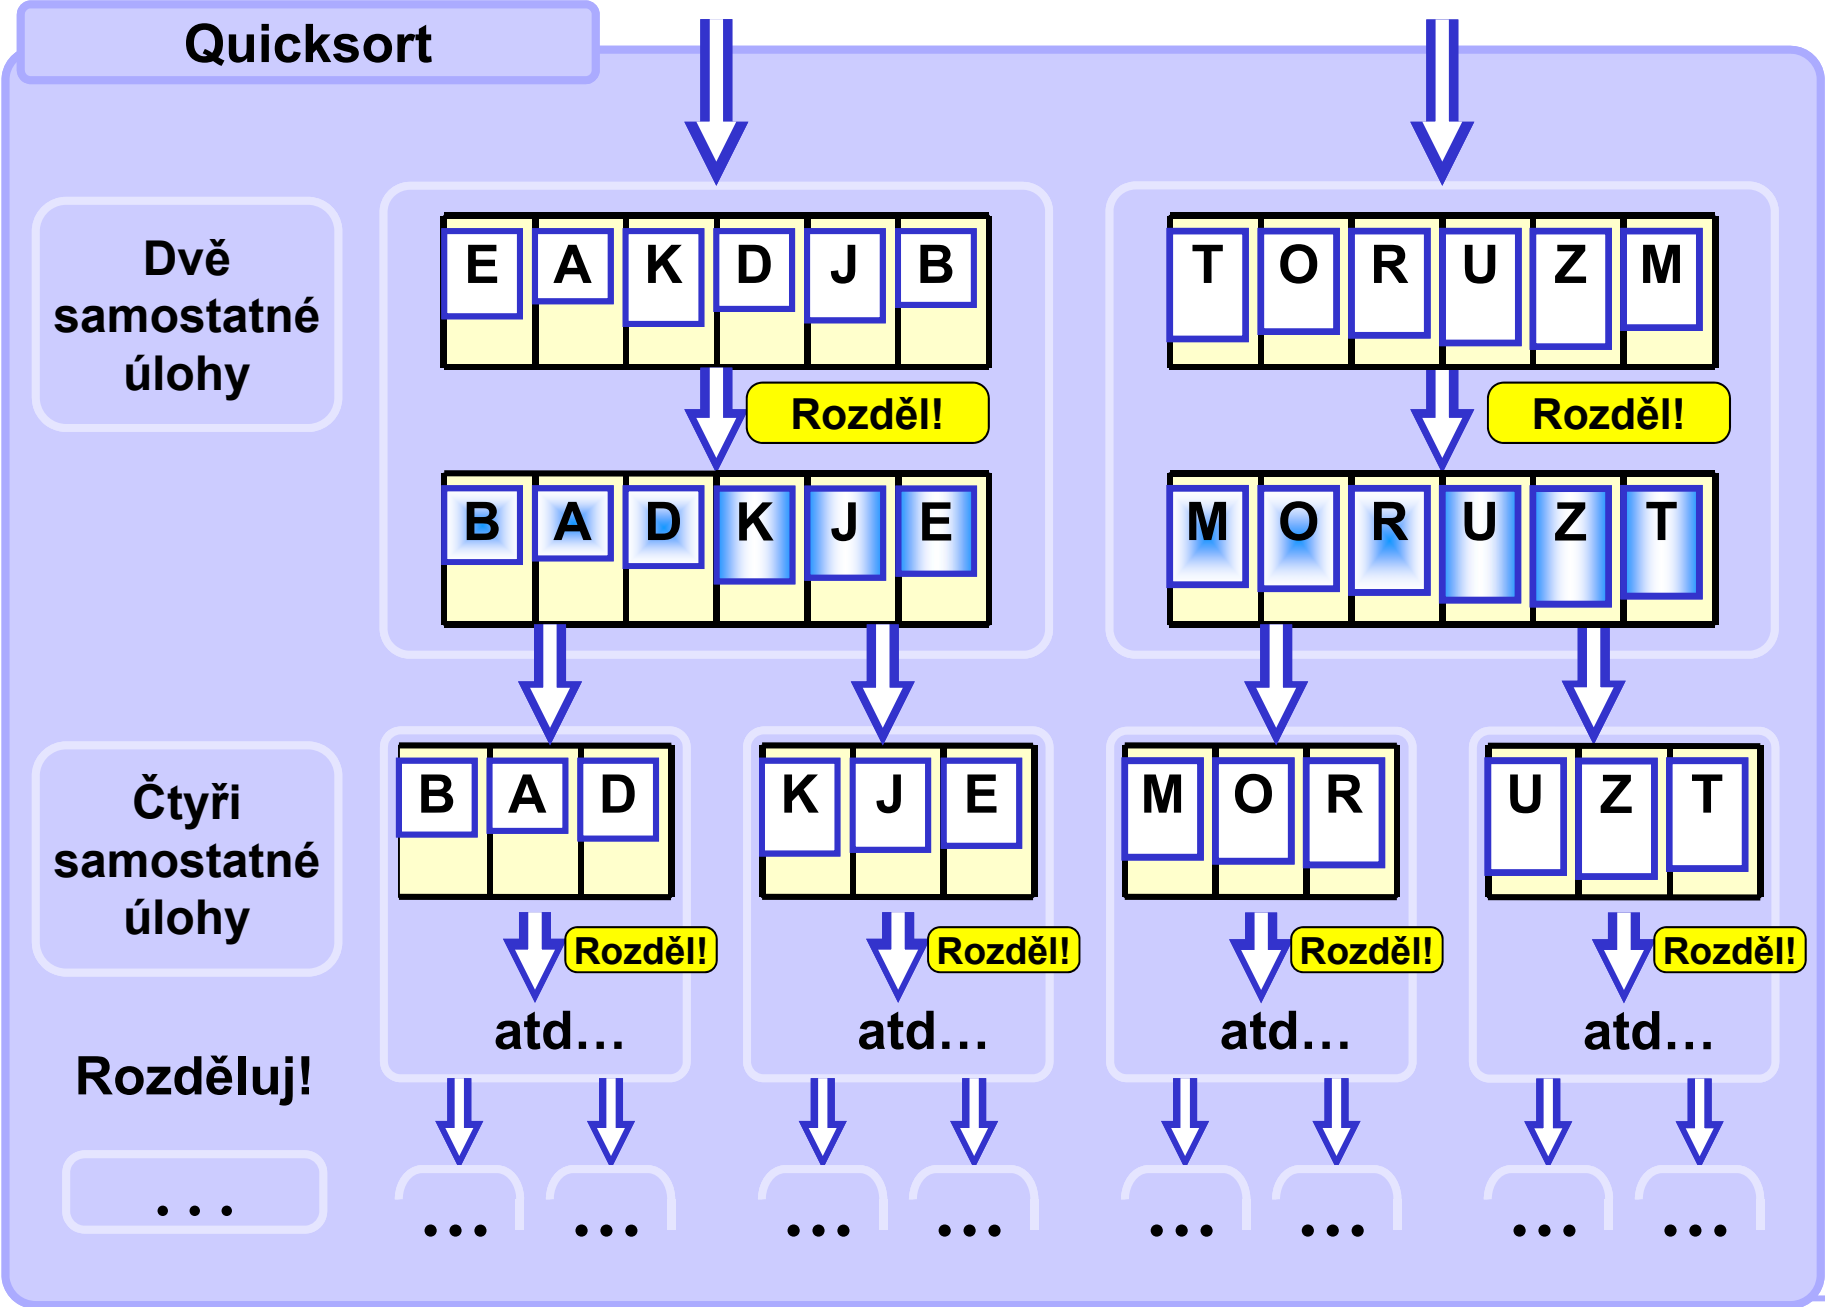 Quicksort
Dvě
samostatné
úlohy
E A K D J B
T O R U Z M
Rozděl!
Rozděl!
B A D K J E
M O R U Z T
Čtyři
samostatné
úlohy
B A D
K J E
M O R
U Z T
Rozděl!
Rozděl!
Rozděl!
Rozděl!
atd...
atd...
atd...
atd...
Rozděluj!
. . .
...
...
...
...
...
...
...
...